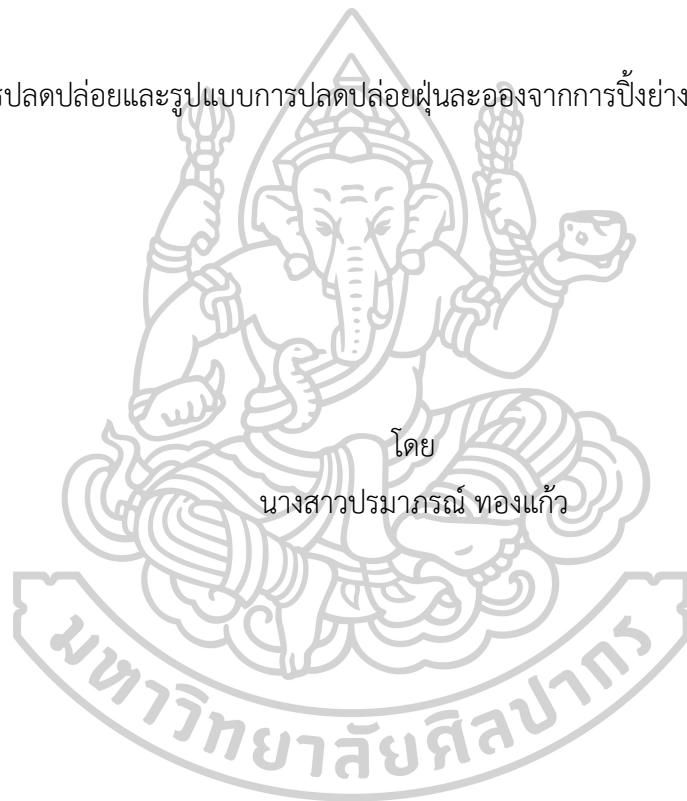 ปลดปล่อยและรูปแบบการปลดปล่อยฝุ่นละอองจากการปิ้งย่าง
โดย
นางสาวปรมาภรณ์ ทองแก้ว
มหาวิทยาลัยศิลปากร